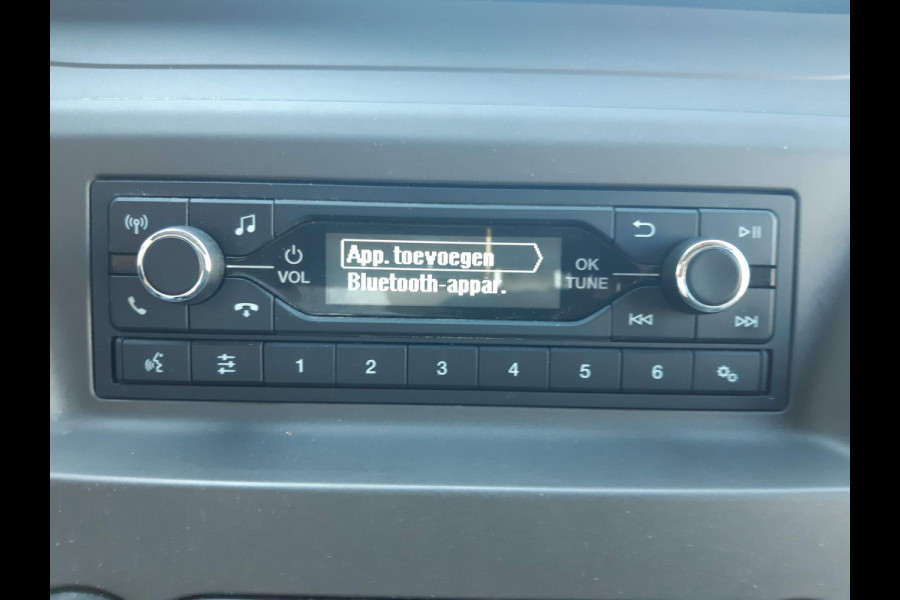 App. toevoegen
Bluetooth-appar.
VOL
OK
TUNE
1 2 3 4 5 6